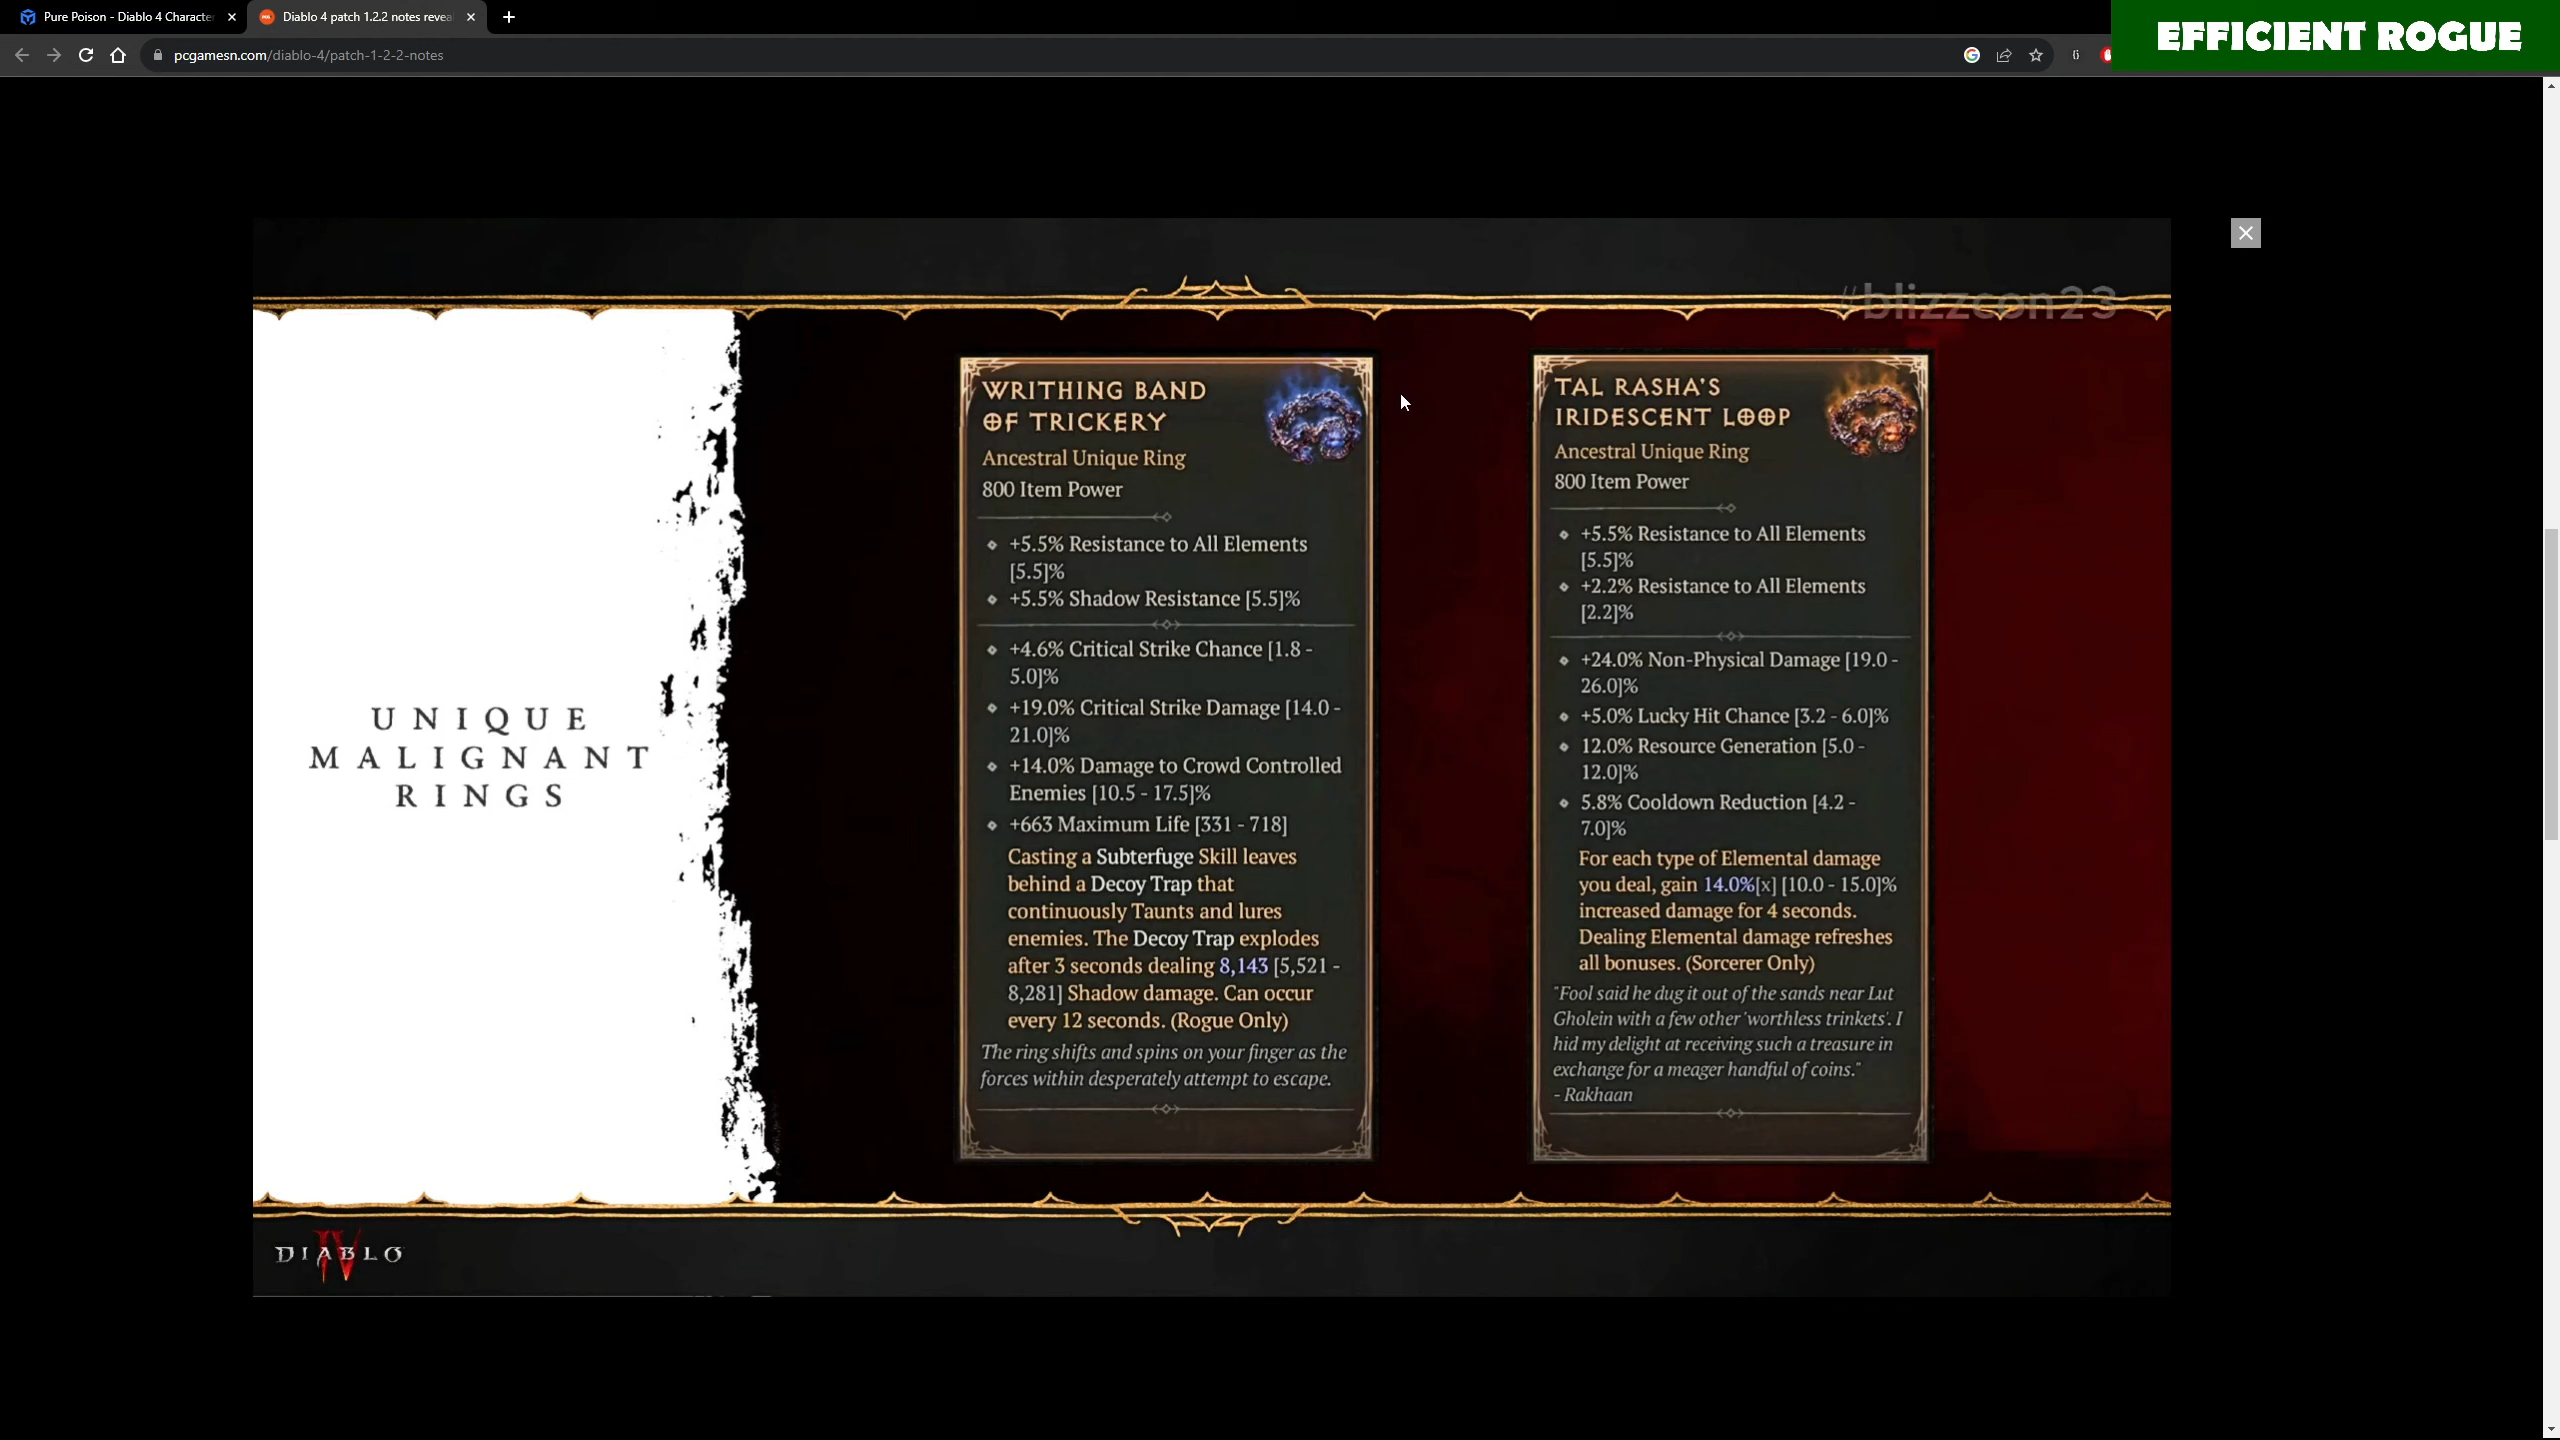 Pure Poison - Diablo 4 Characte
Diablo 4 patch 1.2.2 notes revea
pcgamesn.com/diablo-4/patch-1-2-2-notes
EFFICIENT ROGUE
#blizzcon23
UNIQUE
MALIGNANT
RINGS
WRITHING BAND
OF TRICKERY
Ancestral Unique Ring
800 Item Power
+5.5% Resistance to All Elements
[5.5]%
+5.5% Shadow Resistance [5.5]%
+4.6% Critical Strike Chance [1.8 -
5.0]%
+19.0% Critical Strike Damage [14.0 -
21.0]%
+14.0% Damage to Crowd Controlled
Enemies [10.5 - 17.5]%
+663 Maximum Life [331 - 718]
Casting a Subterfuge Skill leaves
behind a Decoy Trap that
continuously Taunts and lures
enemies. The Decoy Trap explodes
after 3 seconds dealing 8,143 [5,521 -
8,281] Shadow damage. Can occur
every 12 seconds. (Rogue Only)
The ring shifts and spins on your finger as the
forces within desperately attempt to escape.
TAL RASHA'S
IRIDESCENT LOOP
Ancestral Unique Ring
800 Item Power
+5.5% Resistance to All Elements
[5.5]%
+2.2% Resistance to All Elements
[2.2]%
+24.0% Non-Physical Damage [19.0 -
26.0]%
+5.0% Lucky Hit Chance [3.2 - 6.0]%
12.0% Resource Generation [5.0 -
12.0]%
5.8% Cooldown Reduction [4.2 -
7.0]%
For each type of Elemental damage
you deal, gain 14.0%[x] [10.0 - 15.0]%
increased damage for 4 seconds.
Dealing Elemental damage refreshes
all bonuses. (Sorcerer Only)
"Fool said he dug it out of the sands near Lut
Gholein with a few other 'worthless trinkets'. I
hid my delight at receiving such a treasure in
exchange for a meager handful of coins."
- Rakhaan
DIABLO
IV